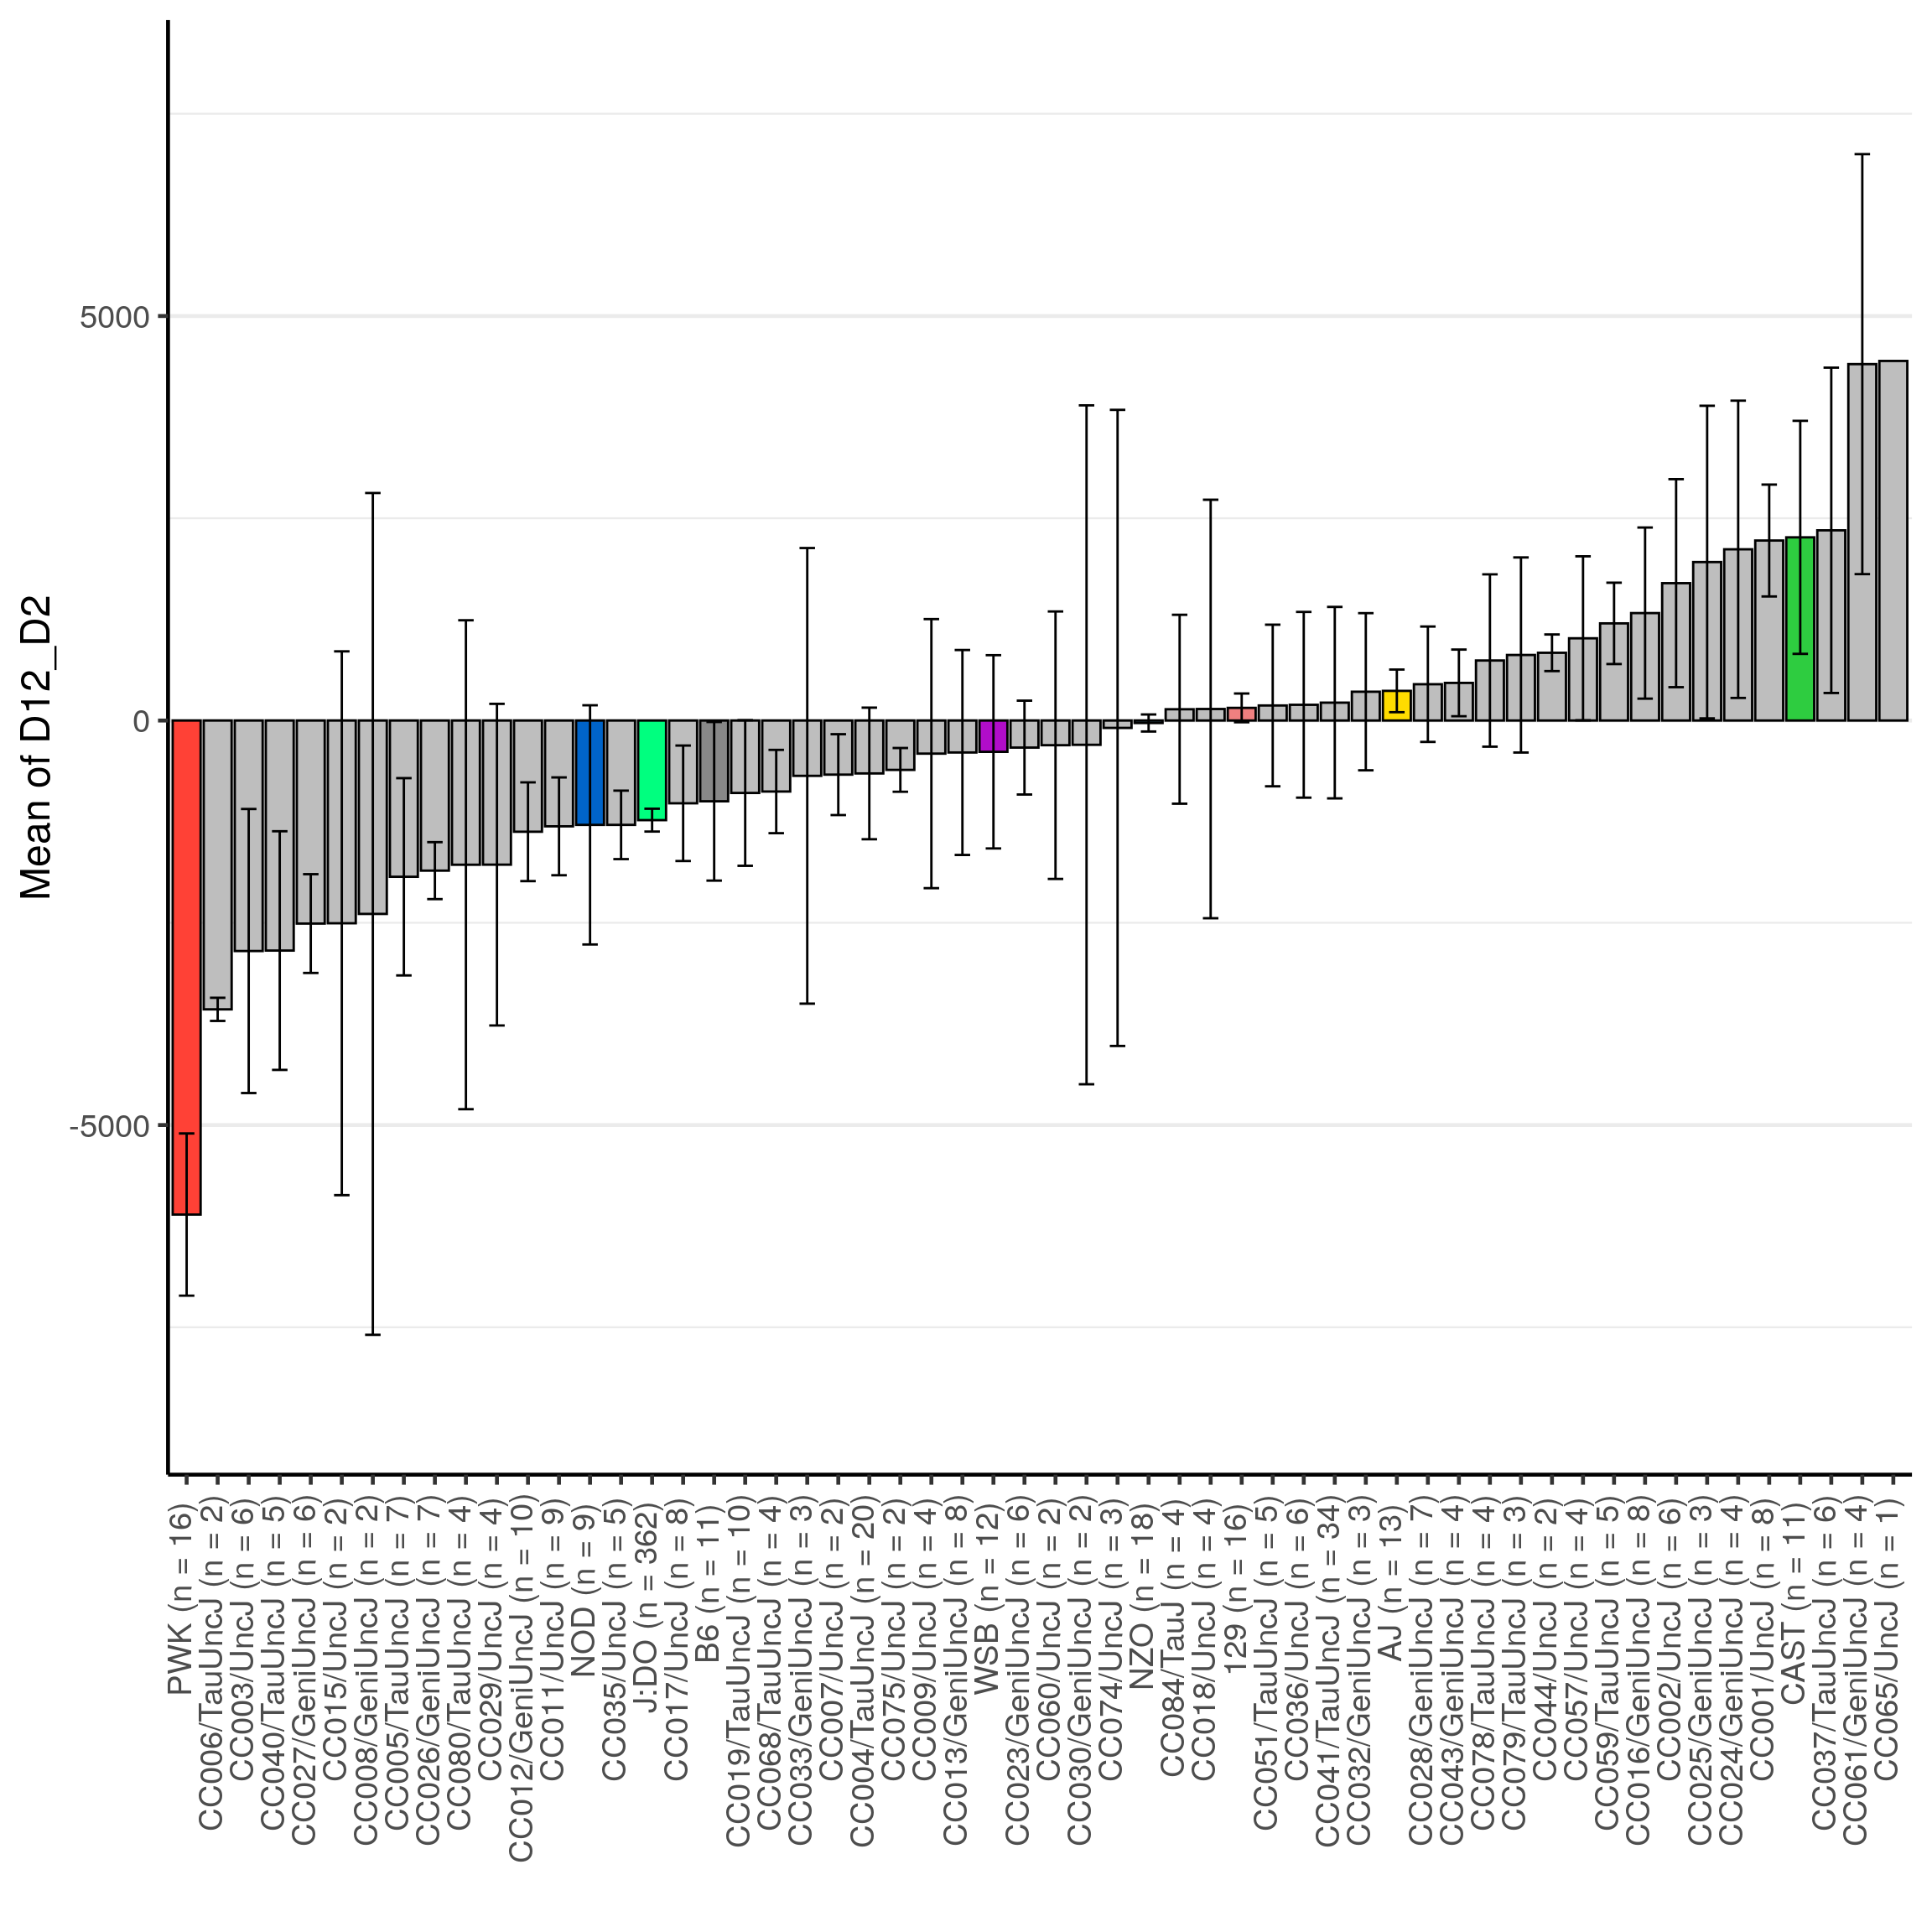 Mean of D12_D2
5000
0
-5000
PWK (n = 16)
CC006/TauUncJ (n = 2)
CC003/UncJ (n = 6)
CC040/TauUncJ (n = 5)
CC027/GeniUncJ (n = 6)
CC015/UncJ (n = 2)
CC008/GeniUncJ (n = 2)
CC005/TauUncJ (n = 7)
CC026/GeniUncJ (n = 7)
CC080/TauUncJ (n = 4)
CC029/UncJ (n = 4)
CC012/GeniUncJ (n = 10)
CC011/UncJ (n = 9)
NOD (n = 9)
CC035/UncJ (n = 5)
J:DO (n = 362)
CC017/UncJ (n = 8)
B6 (n = 11)
CC019/TauUncJ (n = 10)
CC068/TauUncJ (n = 4)
CC033/GeniUncJ (n = 3)
CC007/UncJ (n = 2)
CC004/TauUncJ (n = 20)
CC075/UncJ (n = 2)
CC009/UncJ (n = 4)
CC013/GeniUncJ (n = 8)
WSB (n = 12)
CC023/GeniUncJ (n = 6)
CC060/UncJ (n = 2)
CC030/GeniUncJ (n = 2)
CC074/UncJ (n = 3)
NZO (n = 18)
CC084/TauJ (n = 4)
CC018/UncJ (n = 4)
129 (n = 16)
CC051/TauUncJ (n = 5)
CC036/UncJ (n = 6)
CC041/TauUncJ (n = 34)
CC032/GeniUncJ (n = 3)
AJ (n = 13)
CC028/GeniUncJ (n = 7)
CC043/GeniUncJ (n = 4)
CC078/TauUncJ (n = 4)
CC079/TauUncJ (n = 3)
CC044/UncJ (n = 2)
CC057/UncJ (n = 4)
CC059/TauUncJ (n = 5)
CC016/GeniUncJ (n = 8)
CC002/UncJ (n = 6)
CC025/GeniUncJ (n = 3)
CC024/GeniUncJ (n = 4)
CC001/UncJ (n = 8)
CAST (n = 11)
CC037/TauUncJ (n = 6)
CC061/GeniUncJ (n = 4)
CC065/UncJ (n = 1)